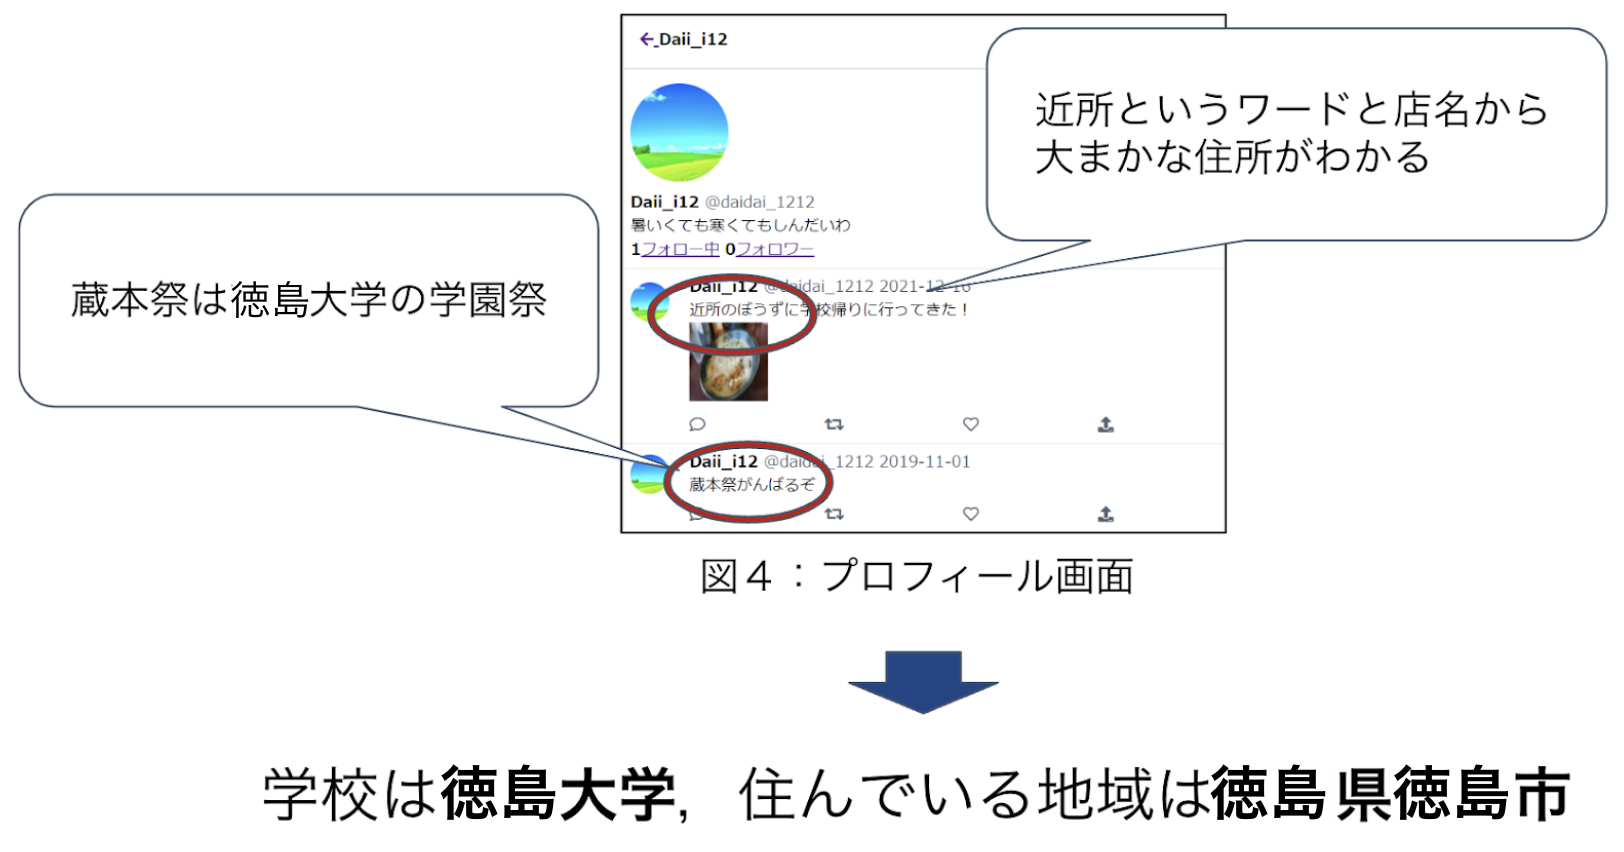 ←_Daii_i12
近所というワードと店名から
大まかな住所がわかる
Daii_i12 @daidai_1212
暑いくても寒くてもしんだいわ
1フォロー中 0フォロワー
蔵本祭は徳島大学の学園祭
Daii_i12 @daidai_1212 2021-12-16
近所のぼうずに学校帰りに行ってきた！
Daii_i12 @daidai_1212 2019-11-01
蔵本祭がんばるぞ
図４：プロフィール画面
学校は徳島大学，住んでいる地域は徳島県徳島市